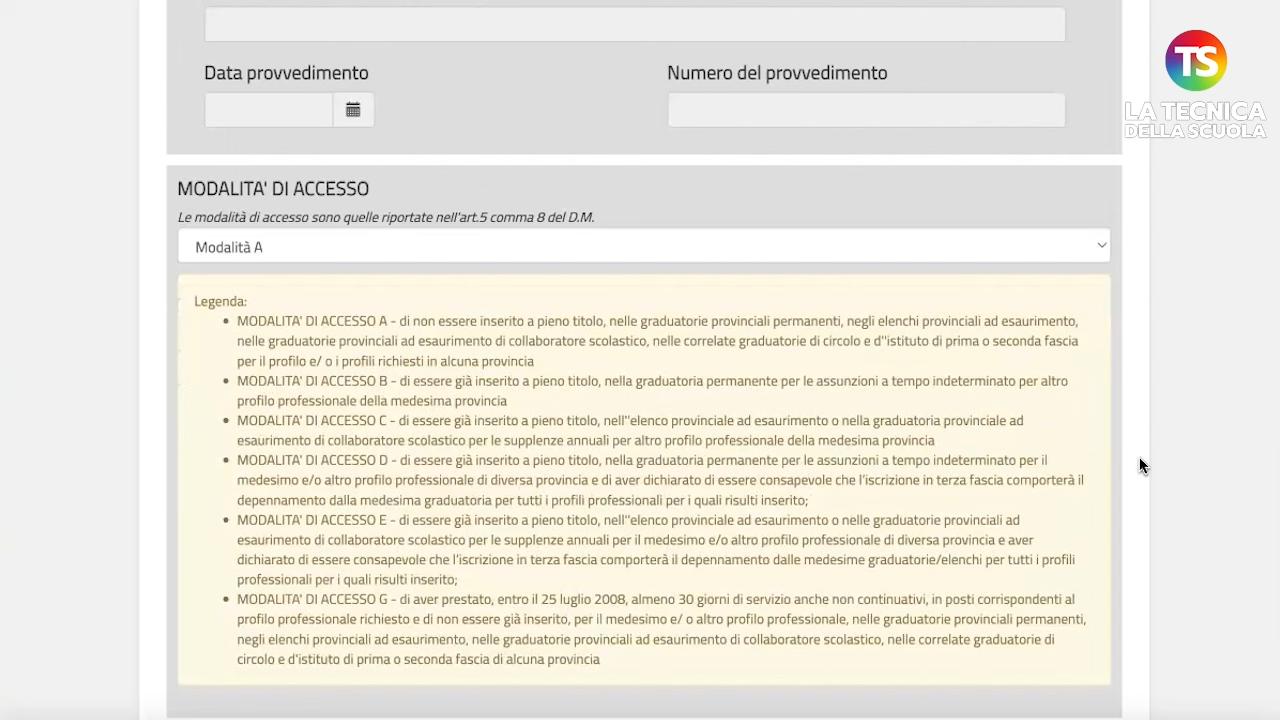 TS
LA TECNICA
DELLA SCUOLA
Data provvedimento
Numero del provvedimento
MODALITA' DI ACCESSO
Le modalità di accesso sono quelle riportate nell'art.5 comma 8 del D.M.
Modalità A
Legenda:
• MODALITA' DI ACCESSO A - di non essere inserito a pieno titolo, nelle graduatorie provinciali permanenti, negli elenchi provinciali ad esaurimento,
nelle graduatorie provinciali ad esaurimento di collaboratore scolastico, nelle correlate graduatorie di circolo e d''istituto di prima o seconda fascia
per il profilo e/ o i profili richiesti in alcuna provincia
• MODALITA' DI ACCESSO B - di essere già inserito a pieno titolo, nella graduatoria permanente per le assunzioni a tempo indeterminato per altro
profilo professionale della medesima provincia
• MODALITA' DI ACCESSO C - di essere già inserito a pieno titolo, nell''elenco provinciale ad esaurimento o nella graduatoria provinciale ad
esaurimento di collaboratore scolastico per le supplenze annuali per altro profilo professionale della medesima provincia
• MODALITA' DI ACCESSO D - di essere già inserito a pieno titolo, nella graduatoria permanente per le assunzioni a tempo indeterminato per il
medesimo e/o altro profilo professionale di diversa provincia e di aver dichiarato di essere consapevole che l'iscrizione in terza fascia comporterà il
depennamento dalla medesima graduatoria per tutti i profili professionali per i quali risulti inserito;
• MODALITA' DI ACCESSO E - di essere già inserito a pieno titolo, nell''elenco provinciale ad esaurimento o nelle graduatorie provinciali ad
esaurimento di collaboratore scolastico per le supplenze annuali per il medesimo e/o altro profilo professionale di diversa provincia e aver
dichiarato di essere consapevole che l'iscrizione in terza fascia comporterà il depennamento dalle medesime graduatorie/elenchi per tutti i profili
professionali per i quali risulti inserito;
• MODALITA' DI ACCESSO G - di aver prestato, entro il 25 luglio 2008, almeno 30 giorni di servizio anche non continuativi, in posti corrispondenti al
profilo professionale richiesto e di non essere già inserito, per il medesimo e/ o altro profilo professionale, nelle graduatorie provinciali permanenti,
negli elenchi provinciali ad esaurimento, nelle graduatorie provinciali ad esaurimento di collaboratore scolastico, nelle correlate graduatorie di
circolo e d'istituto di prima o seconda fascia di alcuna provincia